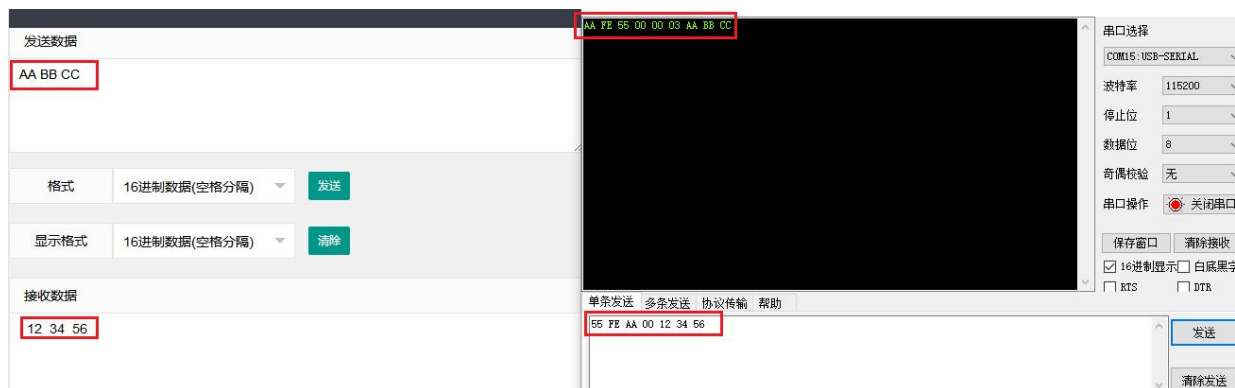 发送数据
AA BB CC
格式 16进制数据(空格分隔) 发送
显示格式 16进制数据(空格分隔) 清除
接收数据
12 34 56
AA FE 55 00 00 03 AA BB CC
串口选择
COM15:USB-SERIAL
波特率 115200
停止位 1
数据位 8
奇偶校验 无
串口操作 关闭串口
保存窗口 清除接收
16进制显示 白底黑字
RTS DTR
单条发送 多条发送 协议传输 帮助
55 FE AA 00 12 34 56
发送
清除发送